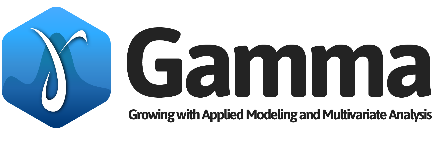 γ Gamma
Growing with Applied Modeling and Multivariate Analysis